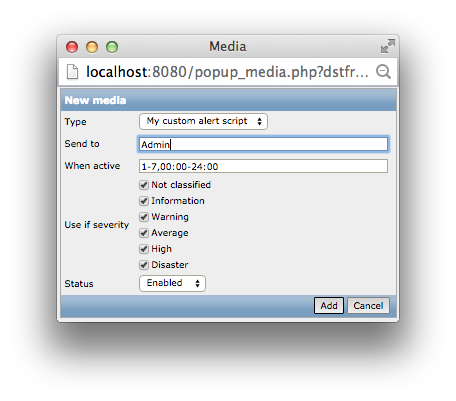 Media
localhost:8080/popup_media.php?dstfr...
New media
Type My custom alert script
Send to Admin
When active 1-7,00:00-24:00
Use if severity
Not classified
Information
Warning
Average
High
Disaster
Status Enabled
Add Cancel